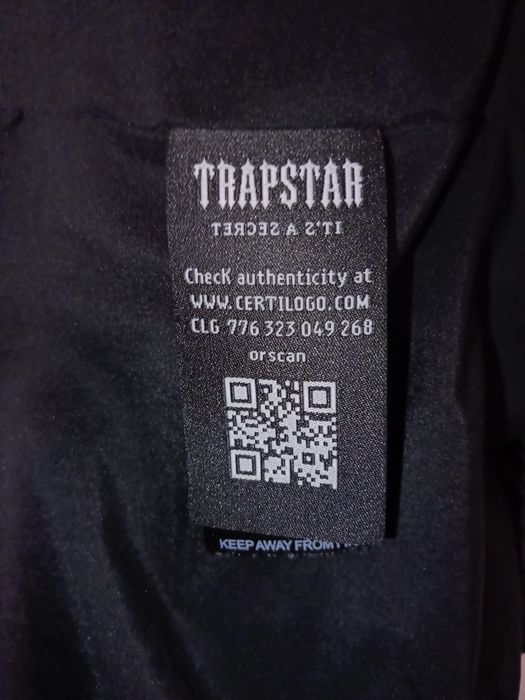 TRAPSTAR
IT'S A SECRET
CHecK authenticity at
WWW.CERTILOGO.COM
CLG 776 323 049 268
or scan
KEEP AWAY FROM